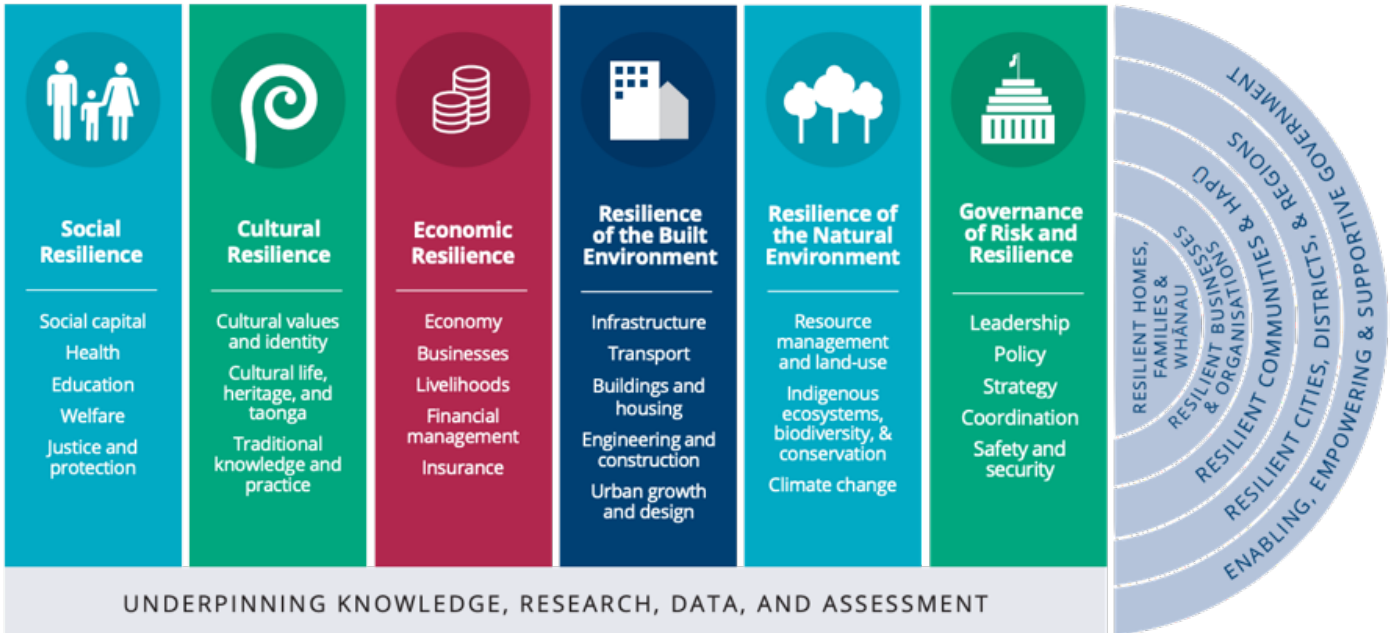 Social
Resilience
Social capital
Health
Education
Welfare
Justice and
protection
Cultural
Resilience
Cultural values
and identity
Cultural life,
heritage, and
taonga
Traditional
knowledge and
practice
Economic
Resilience
Economy
Businesses
Livelihoods
Financial
management
Insurance
Resilience
of the Built
Environment
Infrastructure
Transport
Buildings and
housing
Engineering and
construction
Urban growth
and design
Resilience of
the Natural
Environment
Resource
management
and land-use
Indigenous
ecosystems,
biodiversity, &
conservation
Climate change
Governance
of Risk and
Resilience
Leadership
Policy
Strategy
Coordination
Safety and
security
RESILIENT HOMES,
FAMILIES &
WHĀNAU
RESILIENT BUSINESSES
& ORGANISATIONS
RESILIENT COMMUNITIES & HAPŪ
RESILIENT CITIES, DISTRICTS, & REGIONS
ENABLING, EMPOWERING & SUPPORTIVE GOVERNMENT
UNDERPINNING KNOWLEDGE, RESEARCH, DATA, AND ASSESSMENT